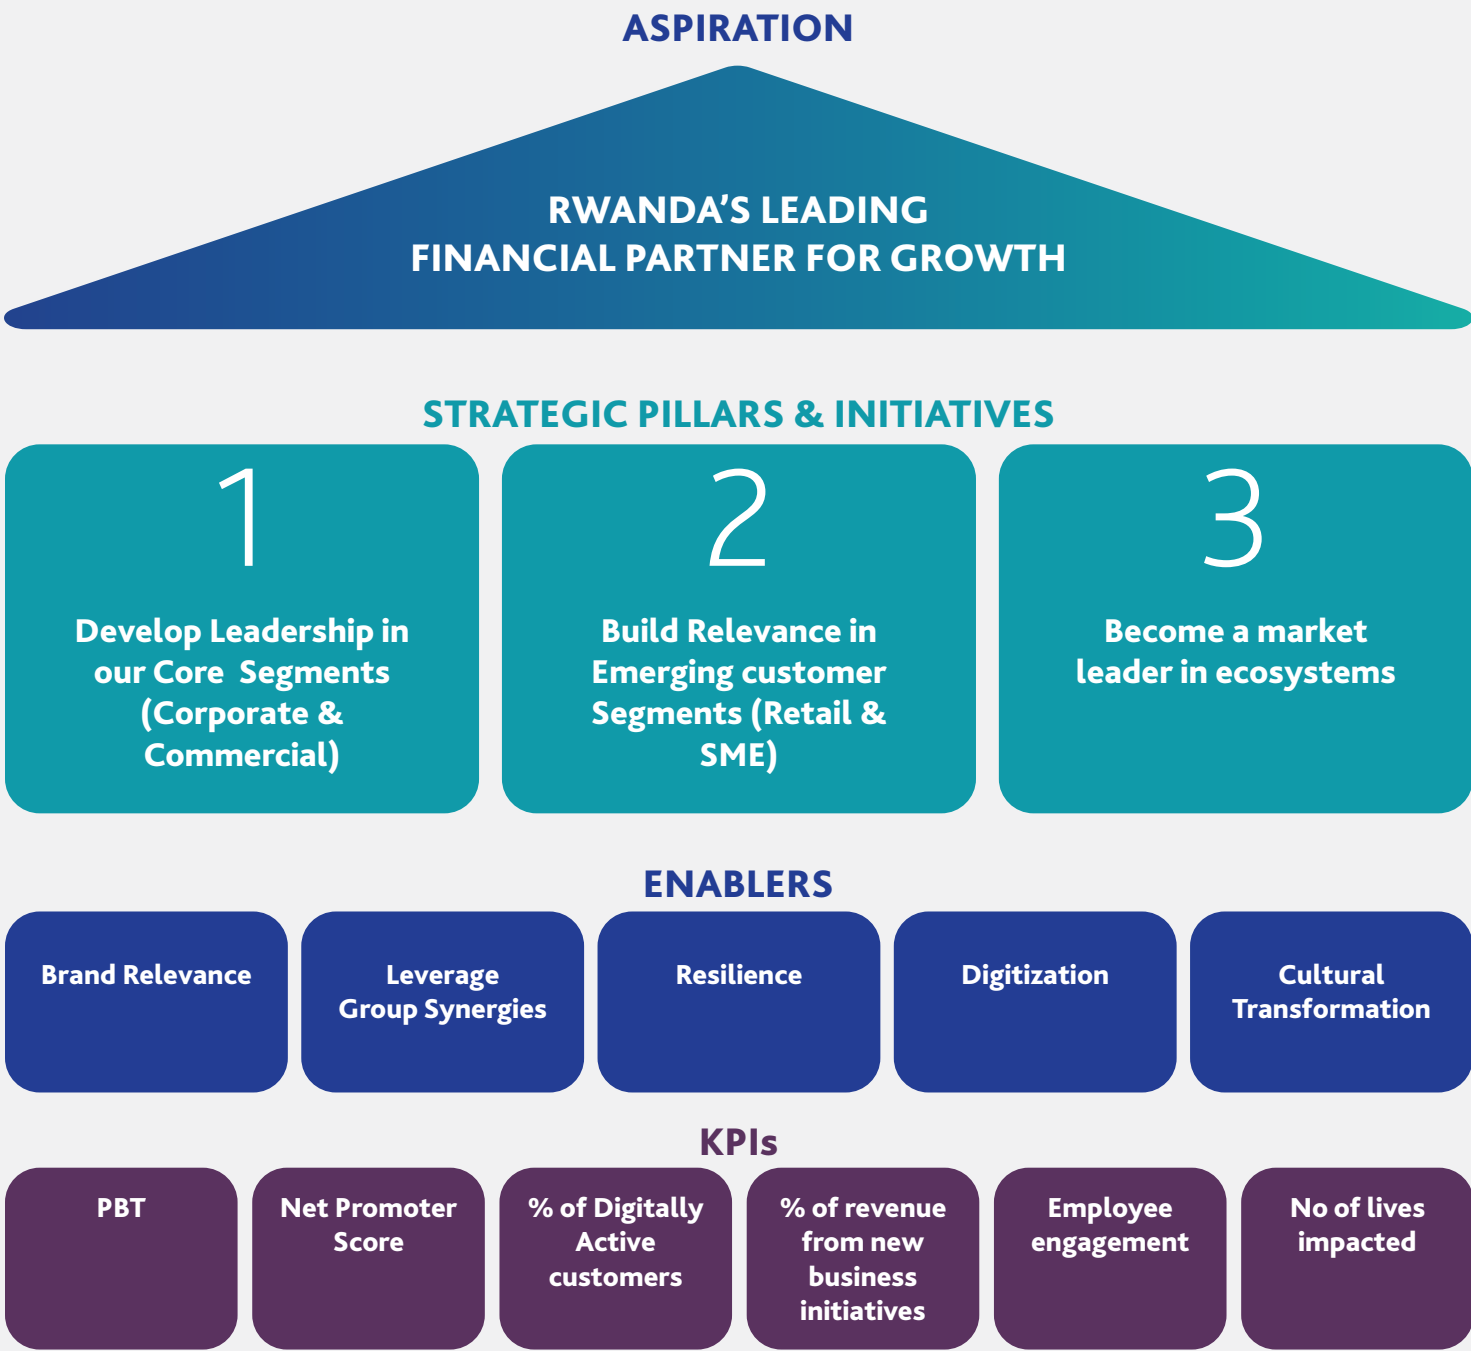 ASPIRATION
RWANDA’S LEADING
FINANCIAL PARTNER FOR GROWTH
STRATEGIC PILLARS & INITIATIVES
1
Develop Leadership in
our Core Segments
(Corporate &
Commercial)
2
Build Relevance in
Emerging customer
Segments (Retail &
SME)
3
Become a market
leader in ecosystems
ENABLERS
Brand Relevance
Leverage
Group Synergies
Resilience
Digitization
Cultural
Transformation
KPIs
PBT
Net Promoter
Score
% of Digitally
Active
customers
% of revenue
from new
business
initiatives
Employee
engagement
No of lives
impacted